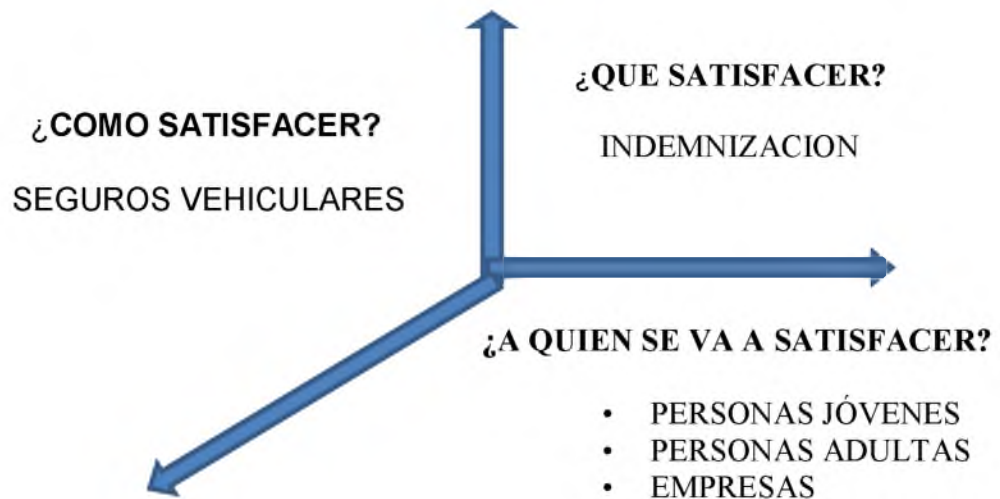 ¿COMO SATISFACER?
SEGUROS VEHICULARES
¿QUE SATISFACER?
INDEMNIZACION
¿A QUIEN SE VA A SATISFACER?
• PERSONAS JÓVENES
• PERSONAS ADULTAS
• EMPRESAS